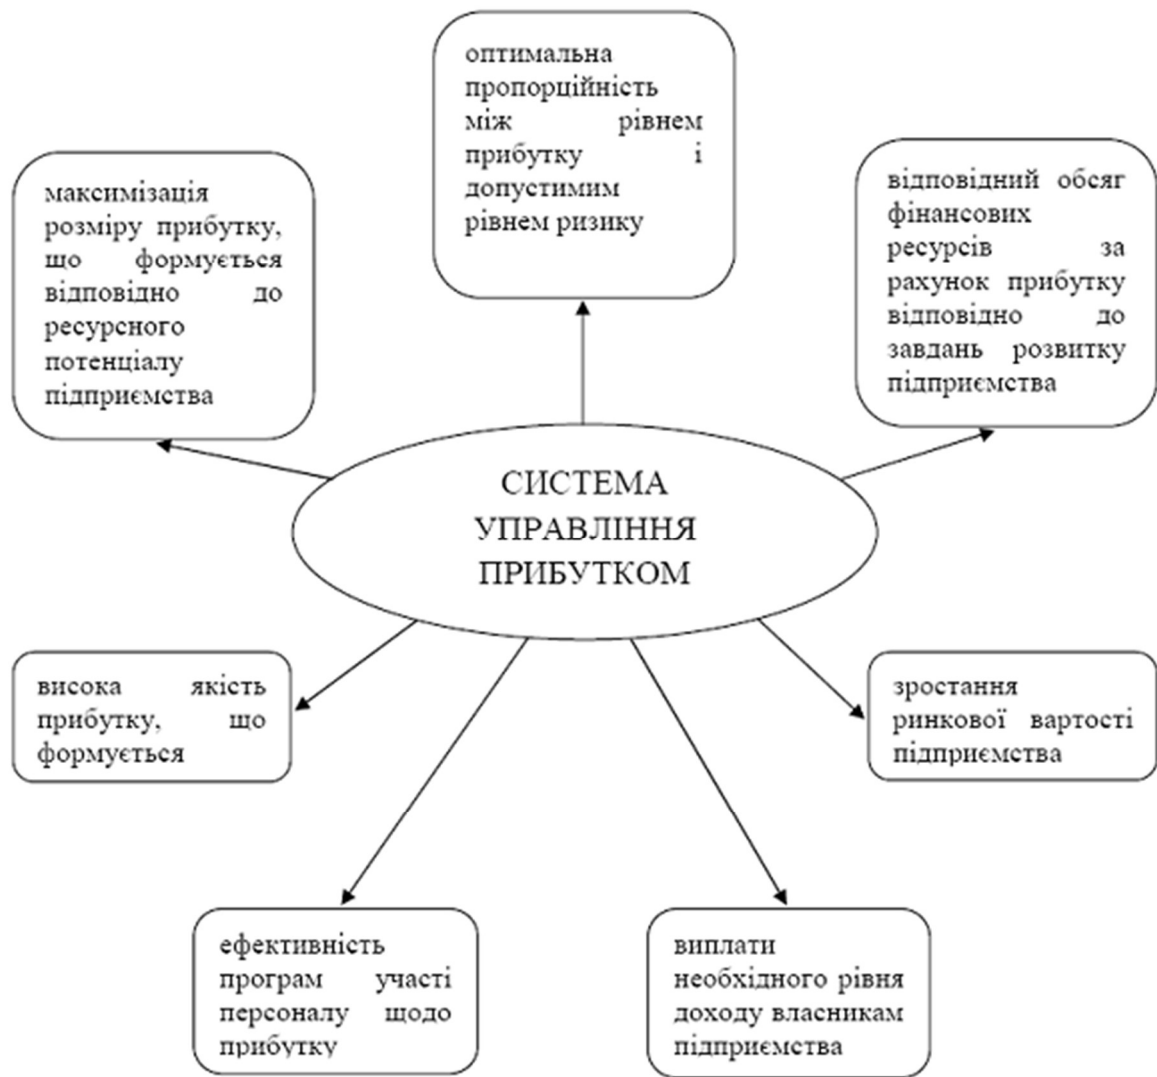 оптимальна
пропорційність
між рівнем
прибутку і
допустимим
рівнем ризику
максимізація
розміру прибутку,
що формується
відповідно до
ресурсного
потенціалу
підприємства
відповідний обсяг
фінансових
ресурсів за
рахунок прибутку
відповідно до
завдань розвитку
підприємства
СИСТЕМА
УПРАВЛІННЯ
ПРИБУТКОМ
висока якість
прибутку, що
формується
зростання
ринкової вартості
підприємства
ефективність
програм участі
персоналу щодо
прибутку
виплати
необхідного рівня
доходу власникам
підприємства